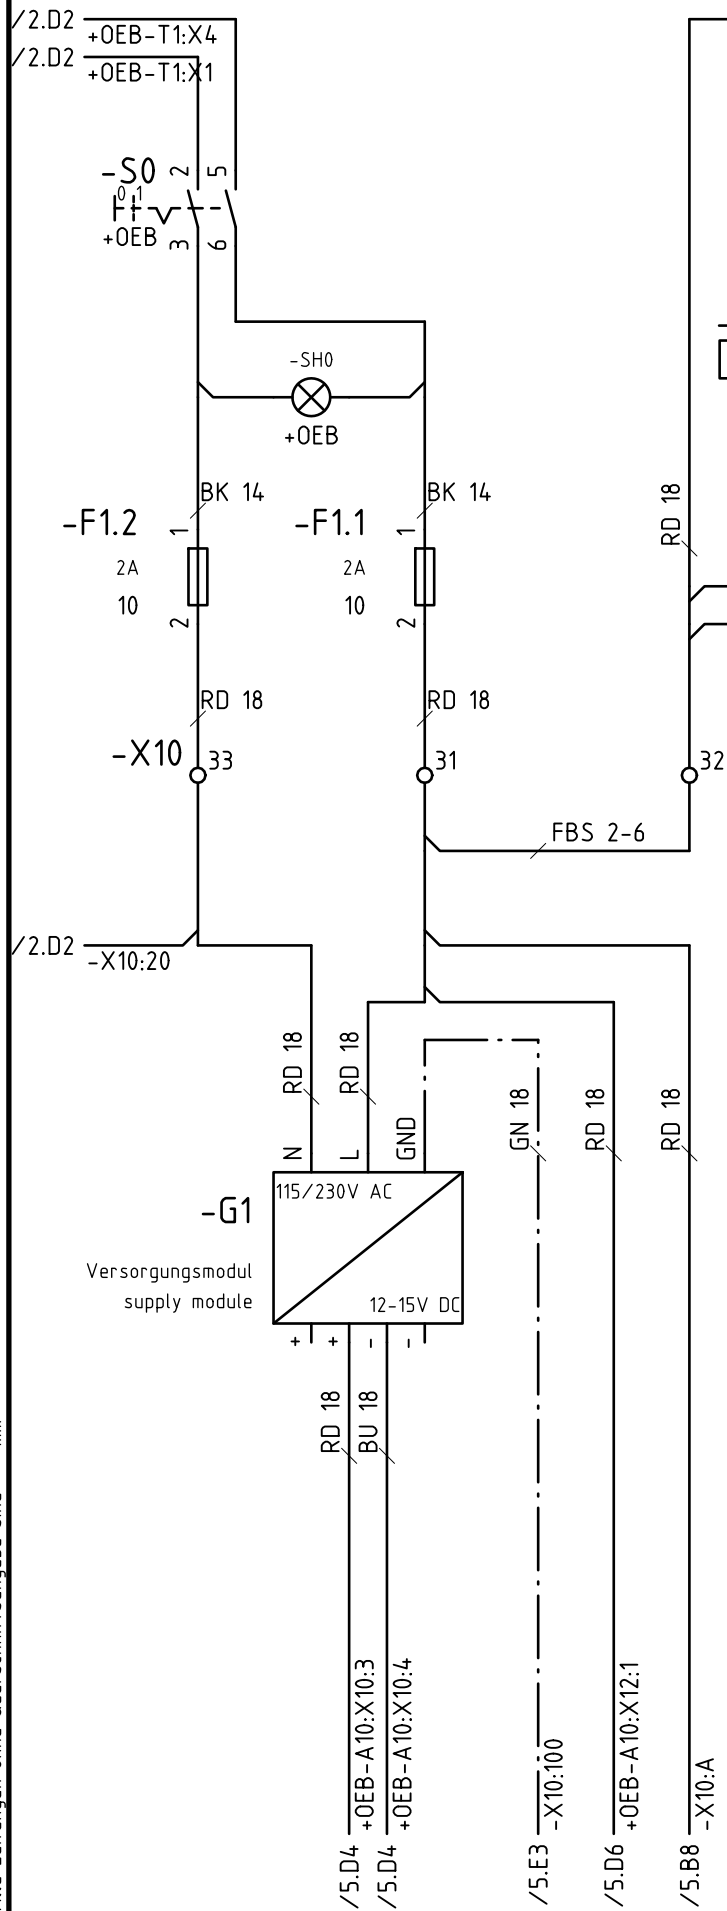 /2.D2
+OEB-T1:X4
/2.D2
+OEB-T1:X1
-S0
2
5
0
1
+OEB
3
6
-SH0
+OEB
BK 14
BK 14
RD 18
-F1.2
1
-F1.1
1
2A
2A
10
10
2
2
RD 18
RD 18
-X10
33
31
32
FBS 2-6
/2.D2
-X10:20
RD 18
RD 18
GN 18
RD 18
RD 18
N
L
GND
115/230V AC
-G1
Versorgungsmodul
supply module
12-15V DC
+
+
-
-
RD 18
BU 18
+OEB-A10:X10:3
+OEB-A10:X10:4
-X10:100
+OEB-A10:X12:1
-X10:A
/5.D4
/5.D4
/5.E3
/5.D6
/5.B8